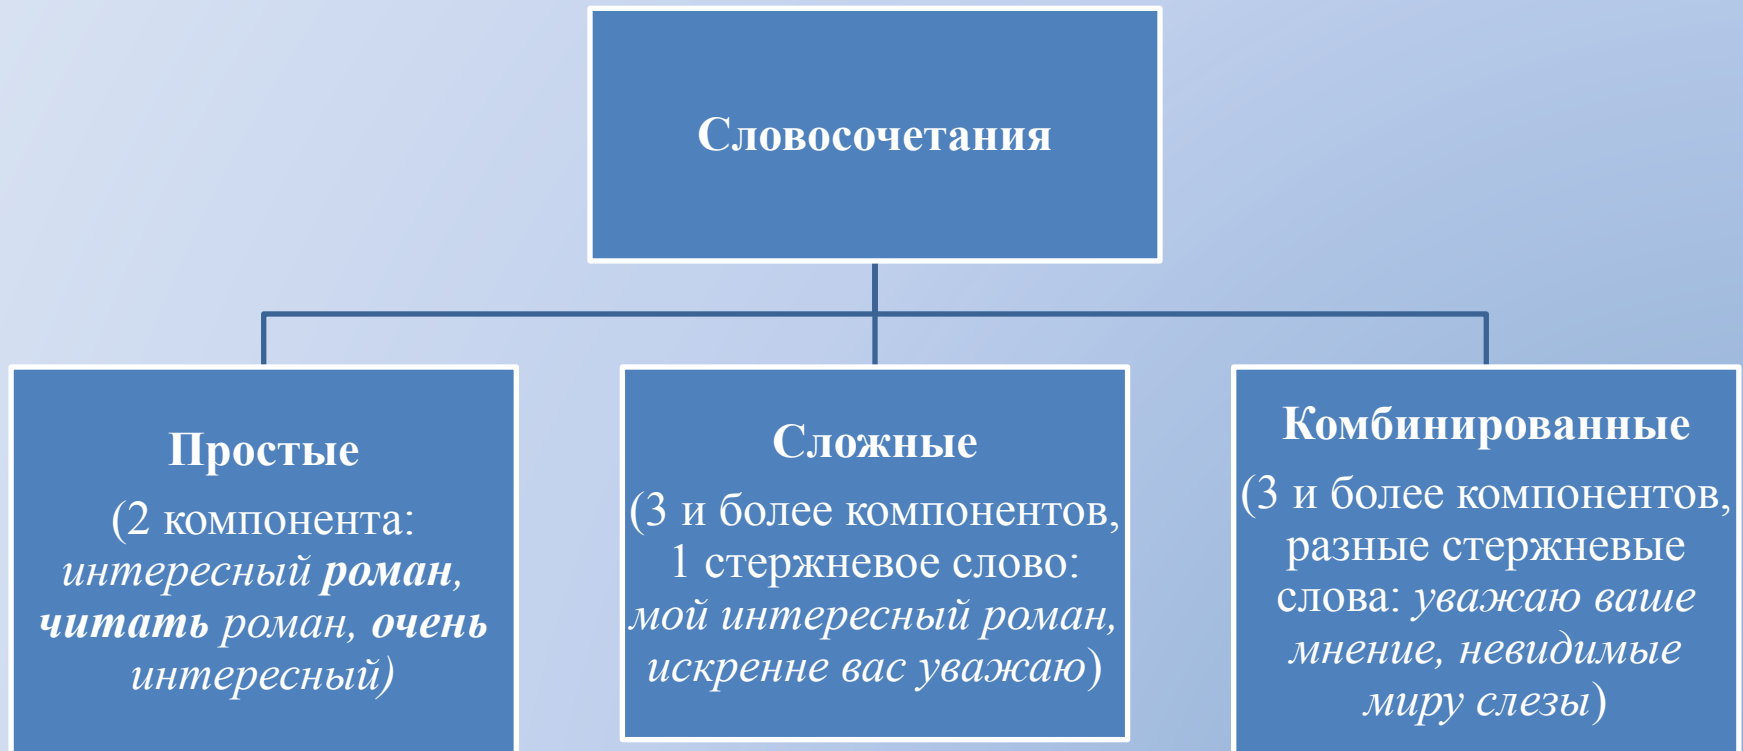 Словосочетания
Простые
(2 компонента:
интересный роман,
читать роман, очень
интересный)
Сложные
(3 и более компонентов,
1 стержневое слово:
мой интересный роман,
искренне вас уважаю)
Комбинированные
(3 и более компонентов,
разные стержневые
слова: уважаю ваше
мнение, невидимые
миру слезы)